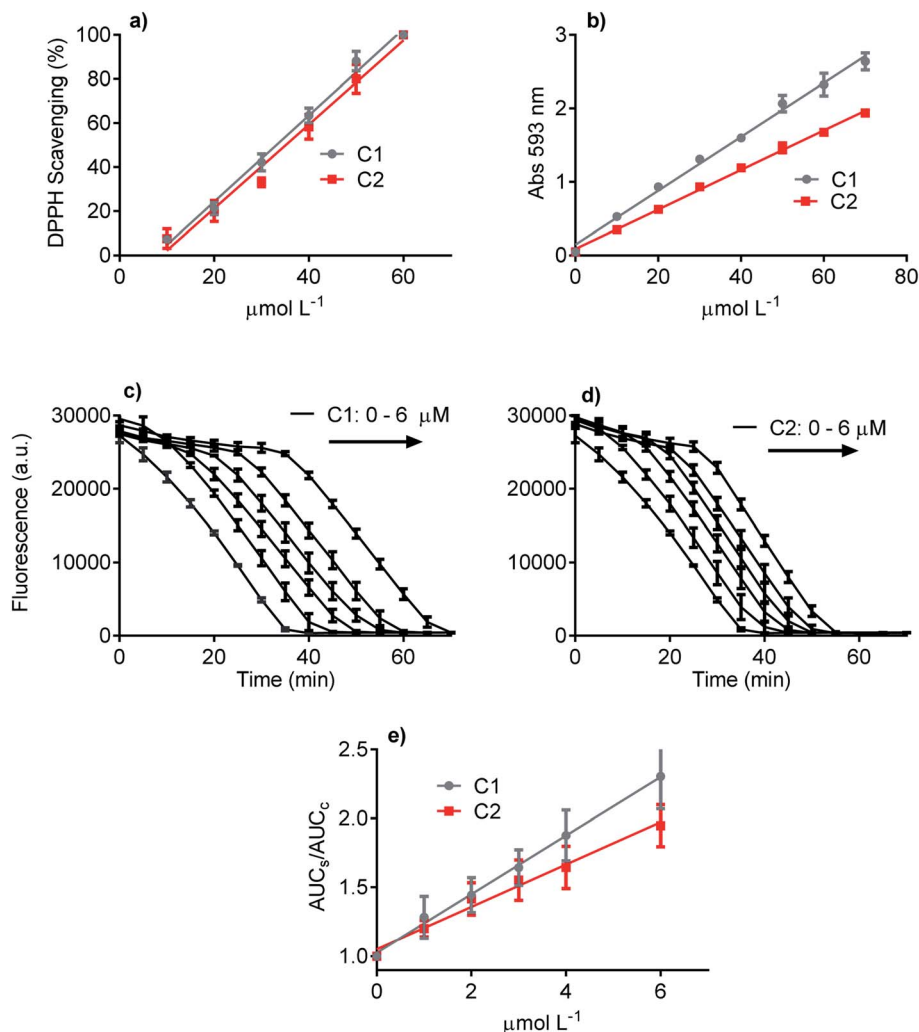 a)
DPPH Scavenging (%)
100
80
60
40
20
0
0 20 40 60
μmol L⁻¹
C1
C2
b)
Abs 593 nm
3
2
1
0
0 20 40 60 80
μmol L⁻¹
C1
C2
c)
Fluorescence (a.u.)
30000
20000
10000
0
0 20 40 60
Time (min)
C1: 0 - 6 μM
d)
30000
20000
10000
0
0 20 40 60
Time (min)
C2: 0 - 6 μM
e)
AUCₛ/AUC꜀
2.5
2.0
1.5
1.0
0 2 4 6
μmol L⁻¹
C1
C2